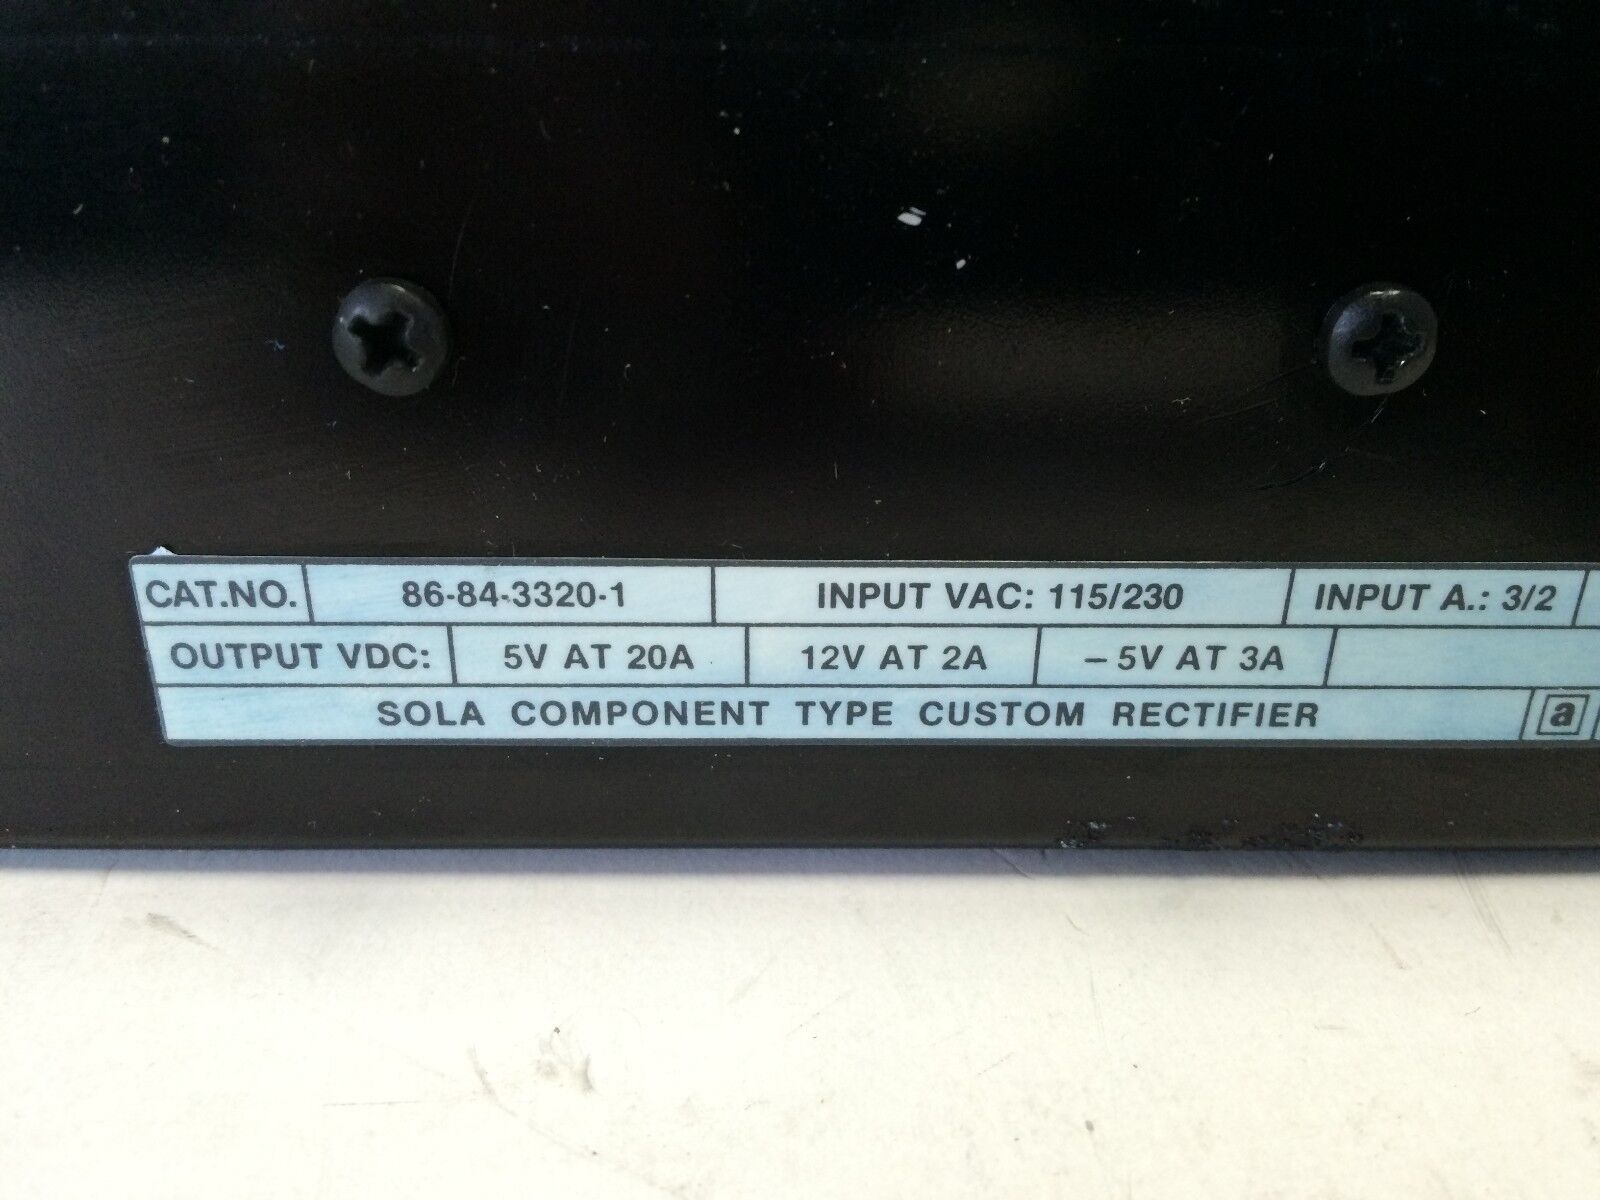 CAT.NO. 86-84-3320-1 INPUT VAC: 115/230 INPUT A.: 3/2
OUTPUT VDC: 5V AT 20A 12V AT 2A – 5V AT 3A
SOLA COMPONENT TYPE CUSTOM RECTIFIER a